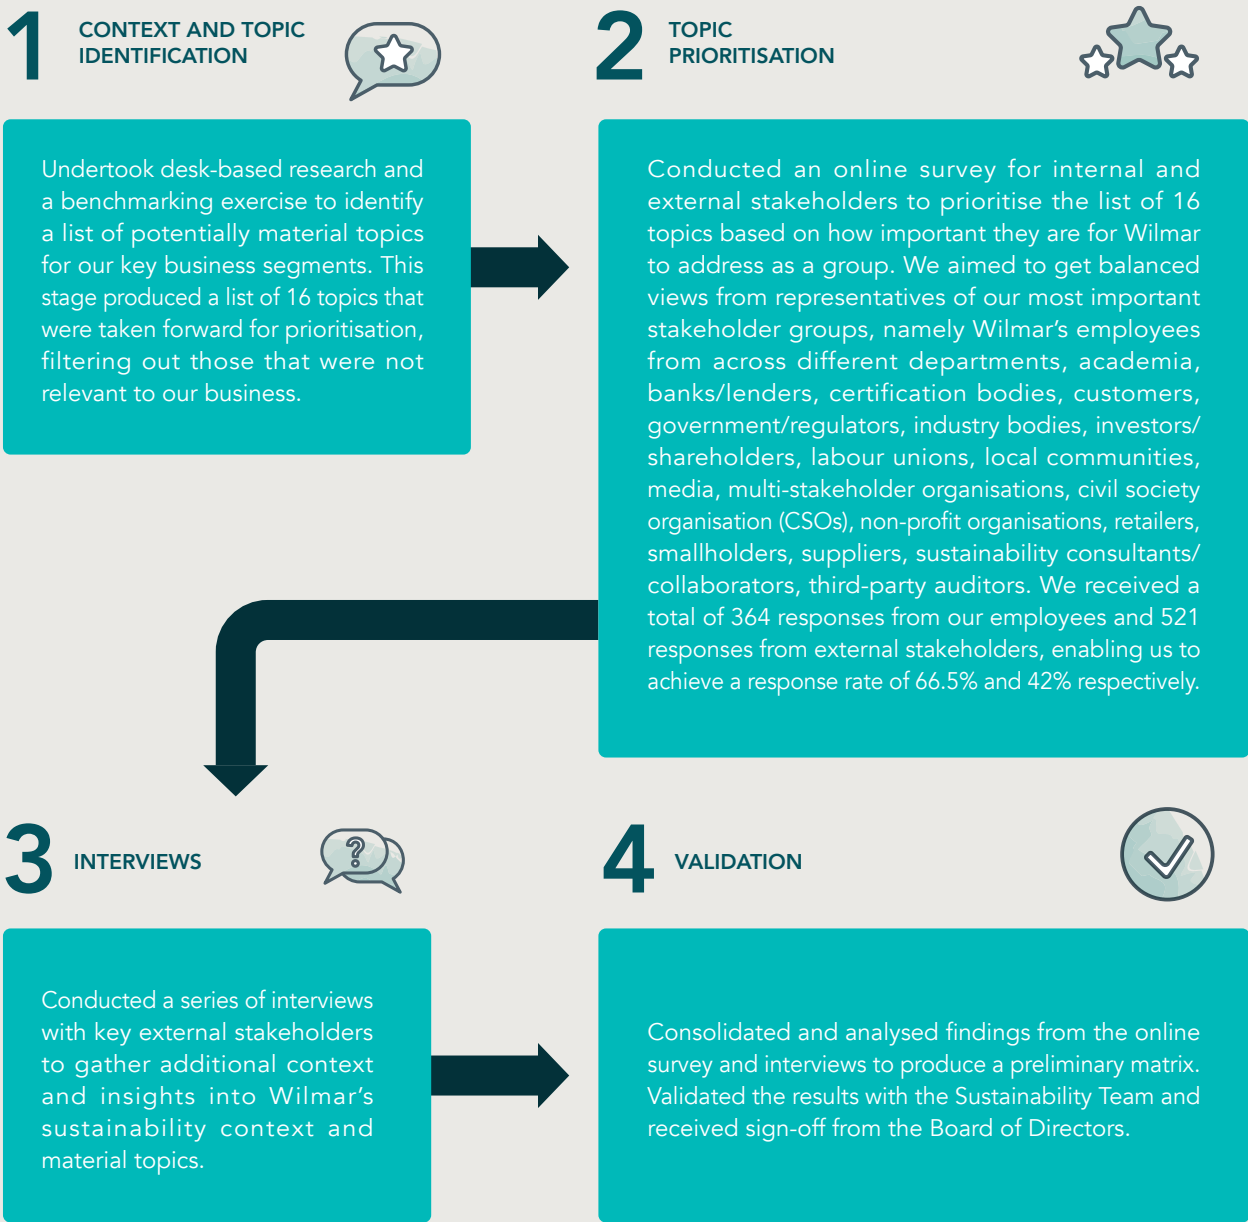 1
CONTEXT AND TOPIC
IDENTIFICATION
Undertook desk-based research and
a benchmarking exercise to identify
a list of potentially material topics
for our key business segments. This
stage produced a list of 16 topics that
were taken forward for prioritisation,
filtering out those that were not
relevant to our business.
2
TOPIC
PRIORITISATION
Conducted an online survey for internal and
external stakeholders to prioritise the list of 16
topics based on how important they are for Wilmar
to address as a group. We aimed to get balanced
views from representatives of our most important
stakeholder groups, namely Wilmar’s employees
from across different departments, academia,
banks/lenders, certification bodies, customers,
government/regulators, industry bodies, investors/
shareholders, labour unions, local communities,
media, multi-stakeholder organisations, civil society
organisation (CSOs), non-profit organisations, retailers,
smallholders, suppliers, sustainability consultants/
collaborators, third-party auditors. We received a
total of 364 responses from our employees and 521
responses from external stakeholders, enabling us to
achieve a response rate of 66.5% and 42% respectively.
3
INTERVIEWS
?
Conducted a series of interviews
with key external stakeholders
to gather additional context
and insights into Wilmar’s
sustainability context and
material topics.
4
VALIDATION
Consolidated and analysed findings from the online
survey and interviews to produce a preliminary matrix.
Validated the results with the Sustainability Team and
received sign-off from the Board of Directors.